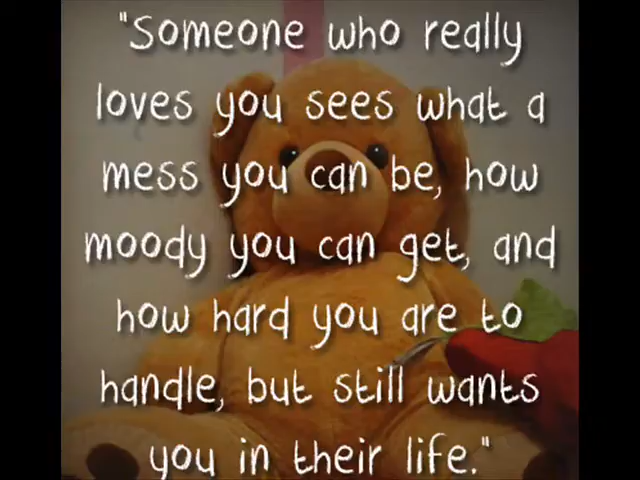 "Someone who really
loves you sees what a
mess you can be, how
moody you can get, and
how hard you are to
handle, but still wants
you in their life."